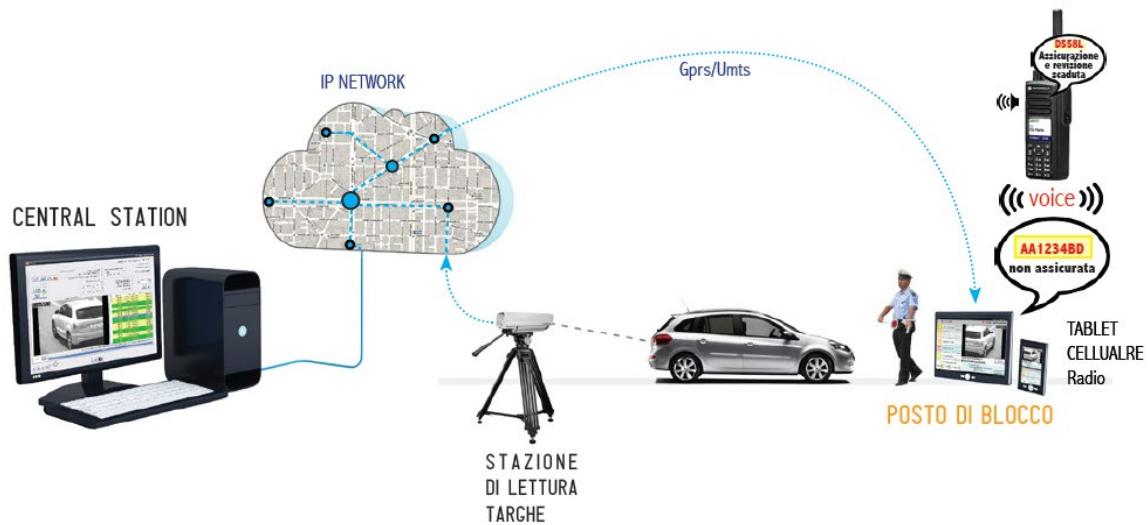 IP NETWORK
Gprs/Umts
D558L
Assicurazione
e revisione
scaduta
CENTRAL STATION
voice
AA1234BD
non assicurata
TABLET
CELLUALRE
Radio
POSTO DI BLOCCO
STAZIONE
DI LETTURA
TARGHE